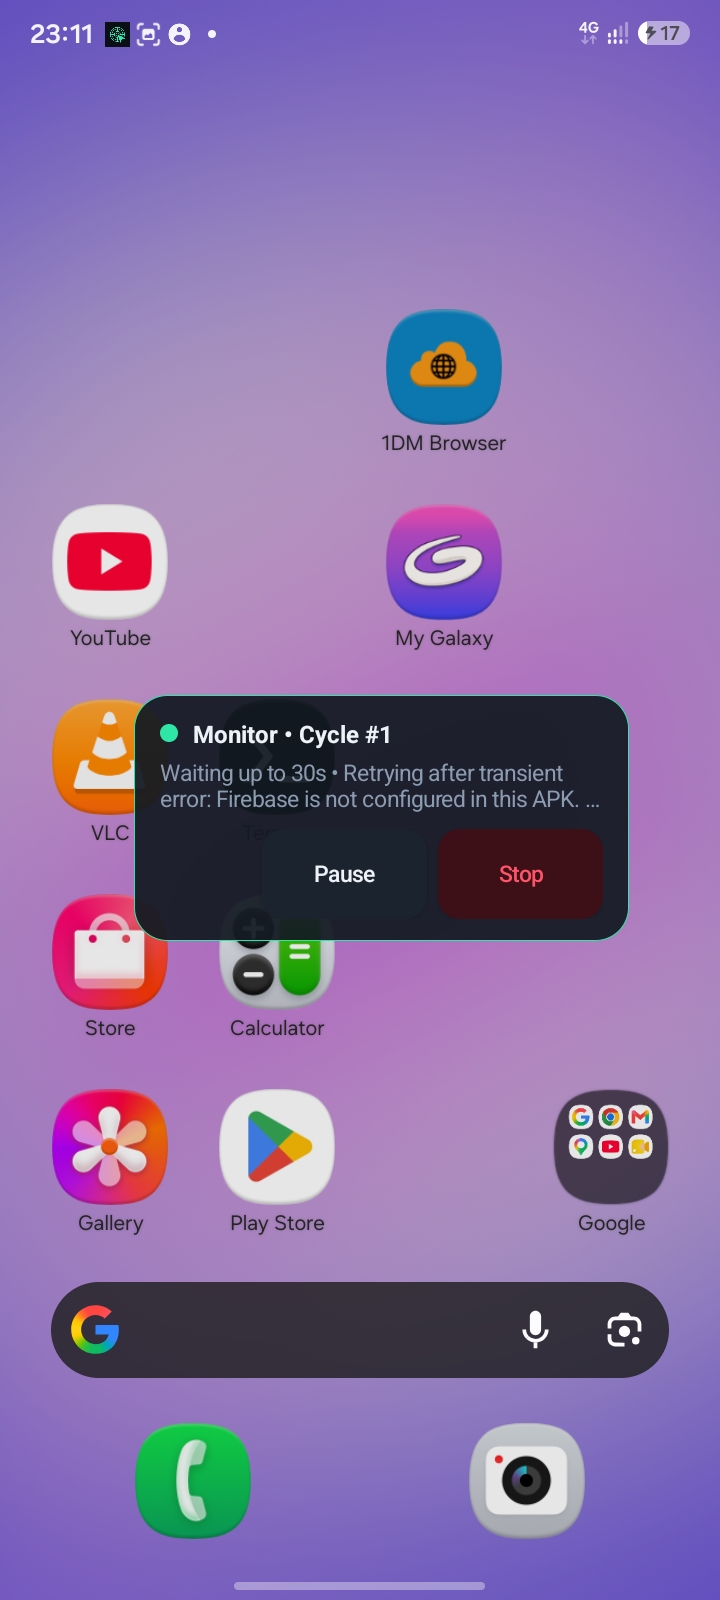 23:11
4G
17
1DM Browser
YouTube
My Galaxy
Monitor • Cycle #1
Waiting up to 30s • Retrying after transient
error: Firebase is not configured in this APK. ...
VLC
Pause
Stop
Store
Calculator
Gallery
Play Store
Google